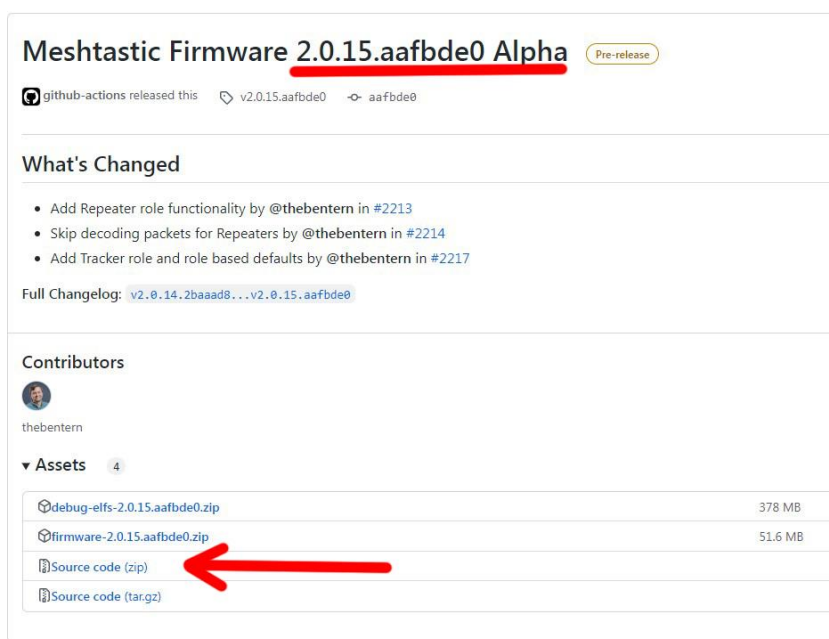 Meshtastic Firmware 2.0.15.aafbde0 Alpha Pre-release
github-actions released this v2.0.15.aafbde0 aafbde0
What's Changed
Add Repeater role functionality by @thebentern in #2213
Skip decoding packets for Repeaters by @thebentern in #2214
Add Tracker role and role based defaults by @thebentern in #2217
Full Changelog: v2.0.14.2baaad8...v2.0.15.aafbde0
Contributors
thebentern
Assets 4
debug-elfs-2.0.15.aafbde0.zip 378 MB
firmware-2.0.15.aafbde0.zip 51.6 MB
Source code (zip)
Source code (tar.gz)